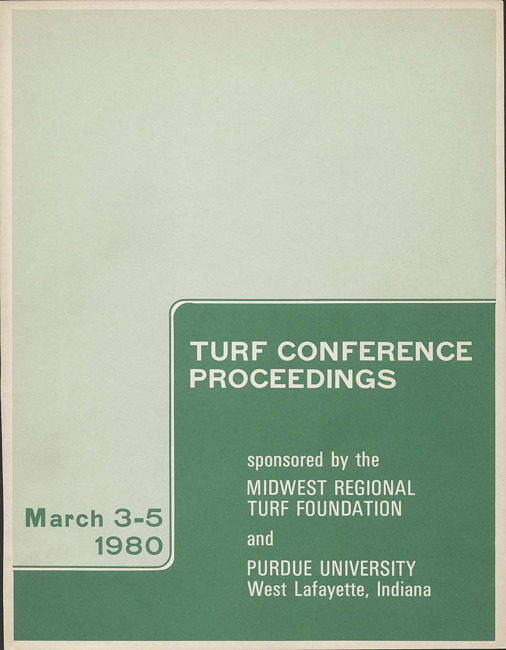 TURF CONFERENCE
PROCEEDINGS
sponsored by the
MIDWEST REGIONAL
TURF FOUNDATION
and
PURDUE UNIVERSITY
West Lafayette, Indiana
March 3-5
1980